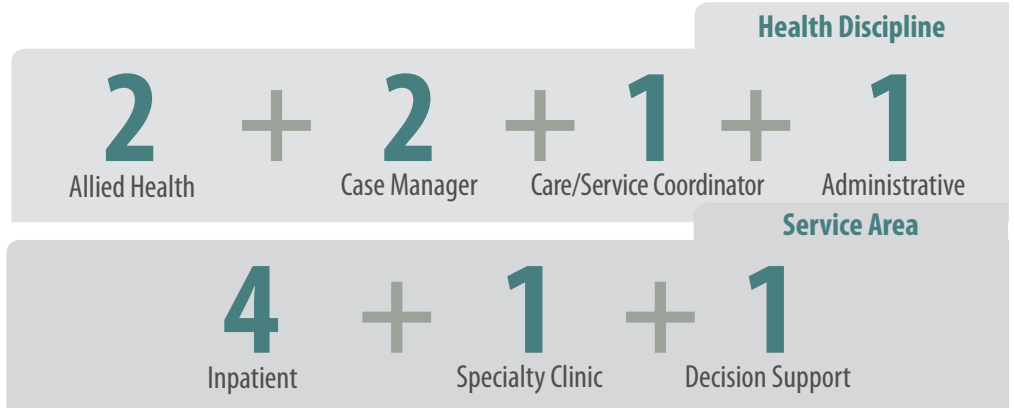 Health Discipline
2 + 2 + 1 + 1
Allied Health Case Manager Care/Service Coordinator Administrative
Service Area
4 + 1 + 1
Inpatient Specialty Clinic Decision Support